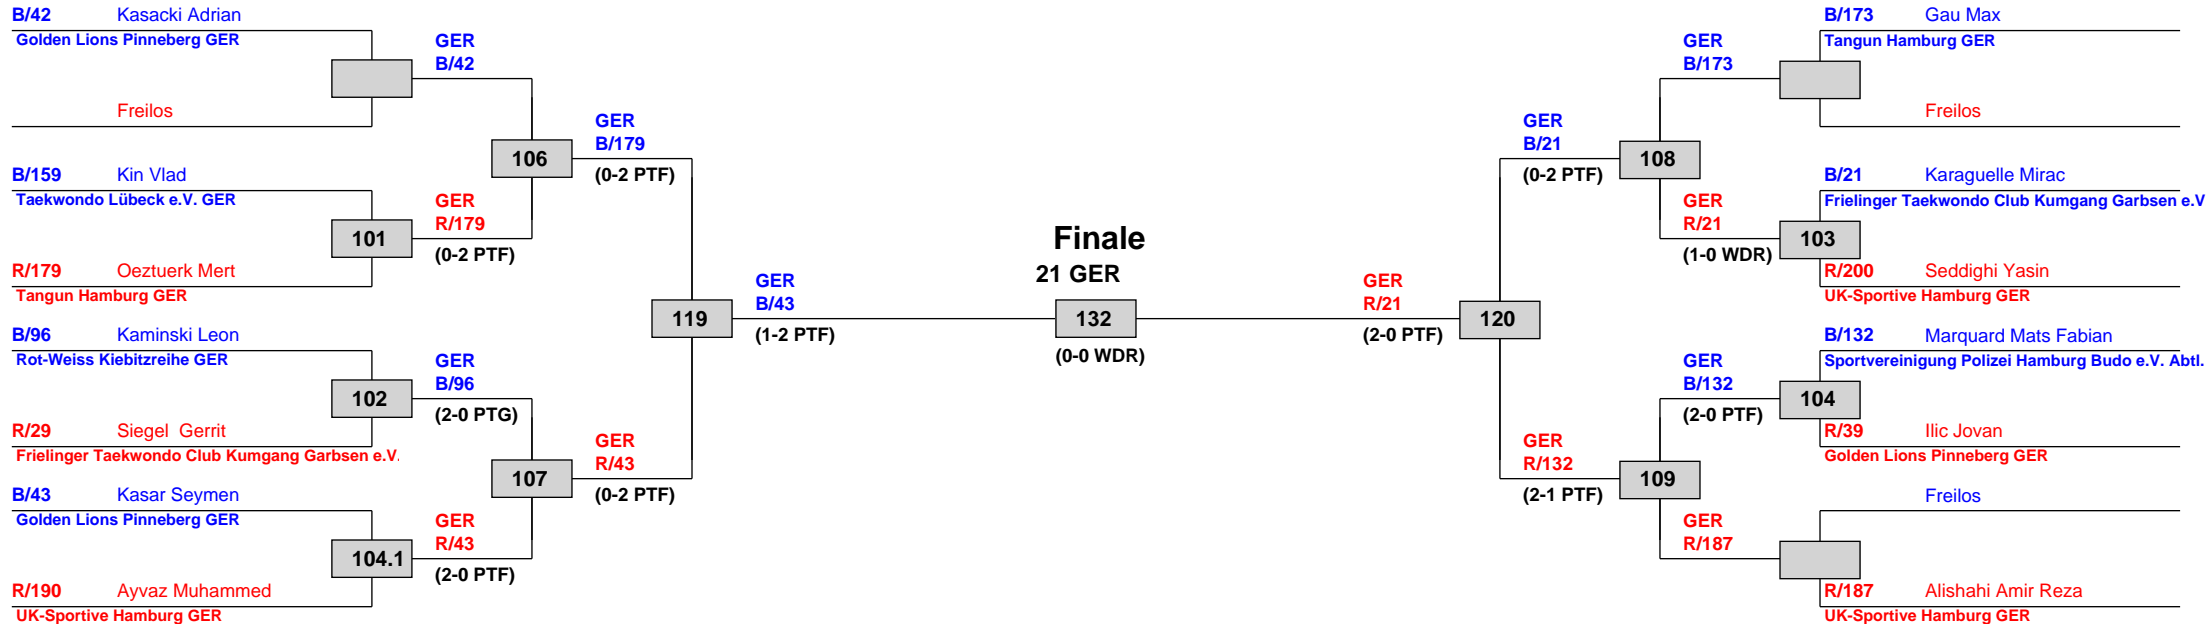 B/42 Kasacki Adrian
Golden Lions Pinneberg GER
Freilos
B/159 Kin Vlad
Taekwondo Lübeck e.V. GER
101
R/179 Oeztuerk Mert
Tangun Hamburg GER
B/96 Kaminski Leon
Rot-Weiss Kiebitzreihe GER
102
R/29 Siegel Gerrit
Frielinger Taekwondo Club Kumgang Garbsen e.V.
B/43 Kasar Seymen
Golden Lions Pinneberg GER
104.1
R/190 Ayvaz Muhammed
UK-Sportive Hamburg GER
GER
B/42
106
GER
R/179
(0-2 PTF)
GER
B/96
(2-0 PTG)
107
GER
R/43
(2-0 PTF)
GER
B/179
(0-2 PTF)
119
GER
R/43
(0-2 PTF)
GER
B/43
(1-2 PTF)
Finale
21 GER
132
(0-0 WDR)
GER
R/21
(2-0 PTF)
120
GER
B/21
(0-2 PTF)
GER
R/132
(2-1 PTF)
GER
B/173
108
GER
R/21
(1-0 WDR)
GER
B/132
(2-0 PTF)
109
GER
R/187
B/173 Gau Max
Tangun Hamburg GER
Freilos
B/21 Karaguelle Mirac
Frielinger Taekwondo Club Kumgang Garbsen e.V
103
R/200 Seddighi Yasin
UK-Sportive Hamburg GER
B/132 Marquard Mats Fabian
Sportvereinigung Polizei Hamburg Budo e.V. Abtl.
104
R/39 Ilic Jovan
Golden Lions Pinneberg GER
Freilos
R/187 Alishahi Amir Reza
UK-Sportive Hamburg GER